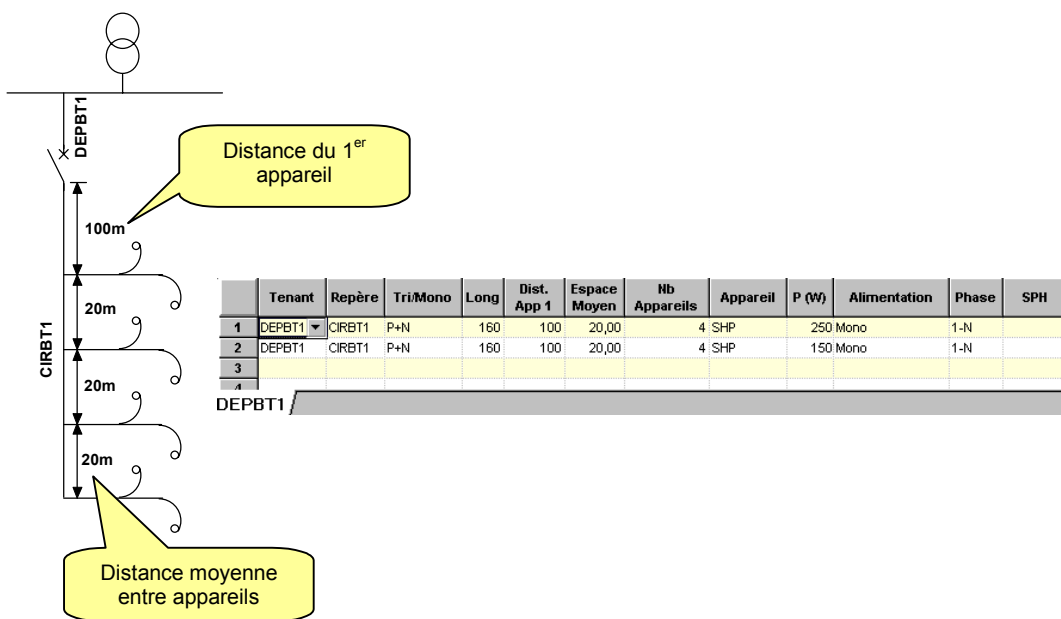 DEPBT1
Distance du 1er
appareil
100m
20m
CIRBT1
20m
20m
Distance moyenne
entre appareils
Tenant Repère Tri/Mono Long Dist. App 1 Espace Moyen Nb Appareils Appareil P (W) Alimentation Phase SPH
1 DEPBT1 CIRBT1 P+N 160 100 20,00 4 SHP 250 Mono 1-N
2 DEPBT1 CIRBT1 P+N 160 100 20,00 4 SHP 150 Mono 1-N
3
4
DEPBT1